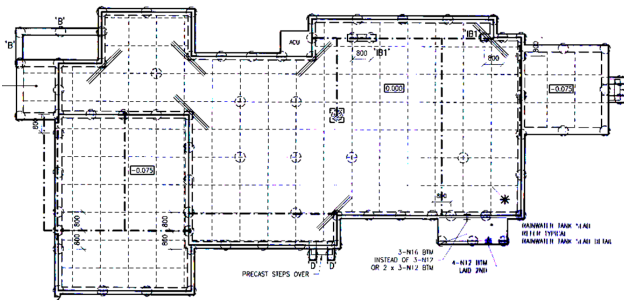 "B"
"B"
ACU
"IB1"
800
"IB1"
800
0.000
-0.075
800
-0.075
800
800
800
800
PRECAST STEPS OVER
D
D
3-N16 BTM
INSTEAD OF 3-N12
OR 2 x 3-N12 BTM
4-N12 BTM
LAID 2ND
RAINWATER TANK SLAB
REFER TYPICAL
RAINWATER TANK SLAB DETAIL